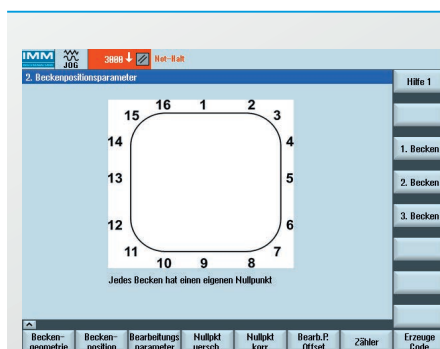 IMM JOG 3000 ↓ Not-Halt
2. Beckenpositionsparameter
Hilfe 1
1. Becken
2. Becken
3. Becken
15 16 1 2 3
14 4
13 5
12 6
11 10 9 8 7
Jedes Becken hat einen eigenen Nullpunkt
Becken- Becken- Bearbeitungs Nullpkt Nullpkt Bearb.P. Zähler Erzeuge
geometrie position parameter versch. korr. Offset Code